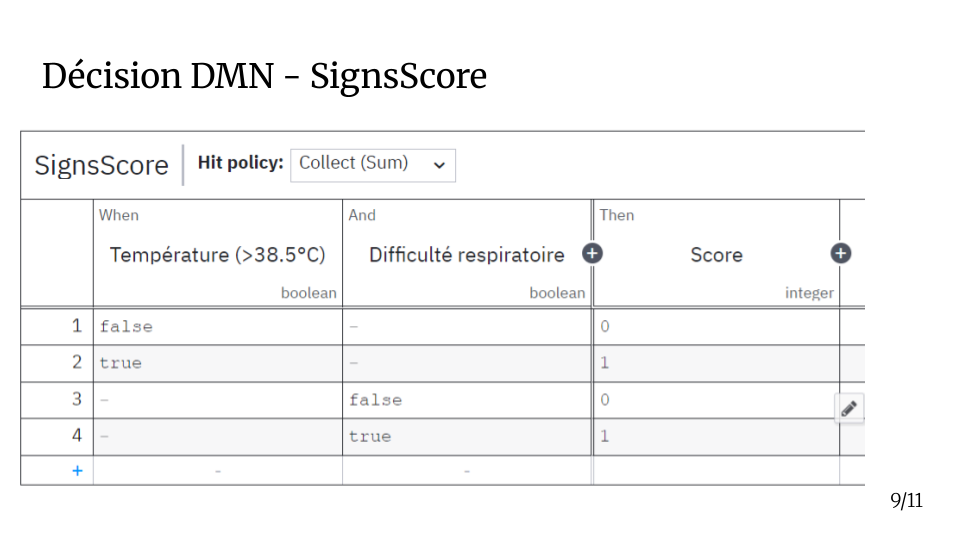 Décision DMN - SignsScore
SignsScore Hit policy: Collect (Sum)
When And Then
Température (>38.5°C) Difficulté respiratoire + Score +
boolean boolean integer
1 false - 0
2 true - 1
3 - false 0
4 - true 1
+ - -
9/11